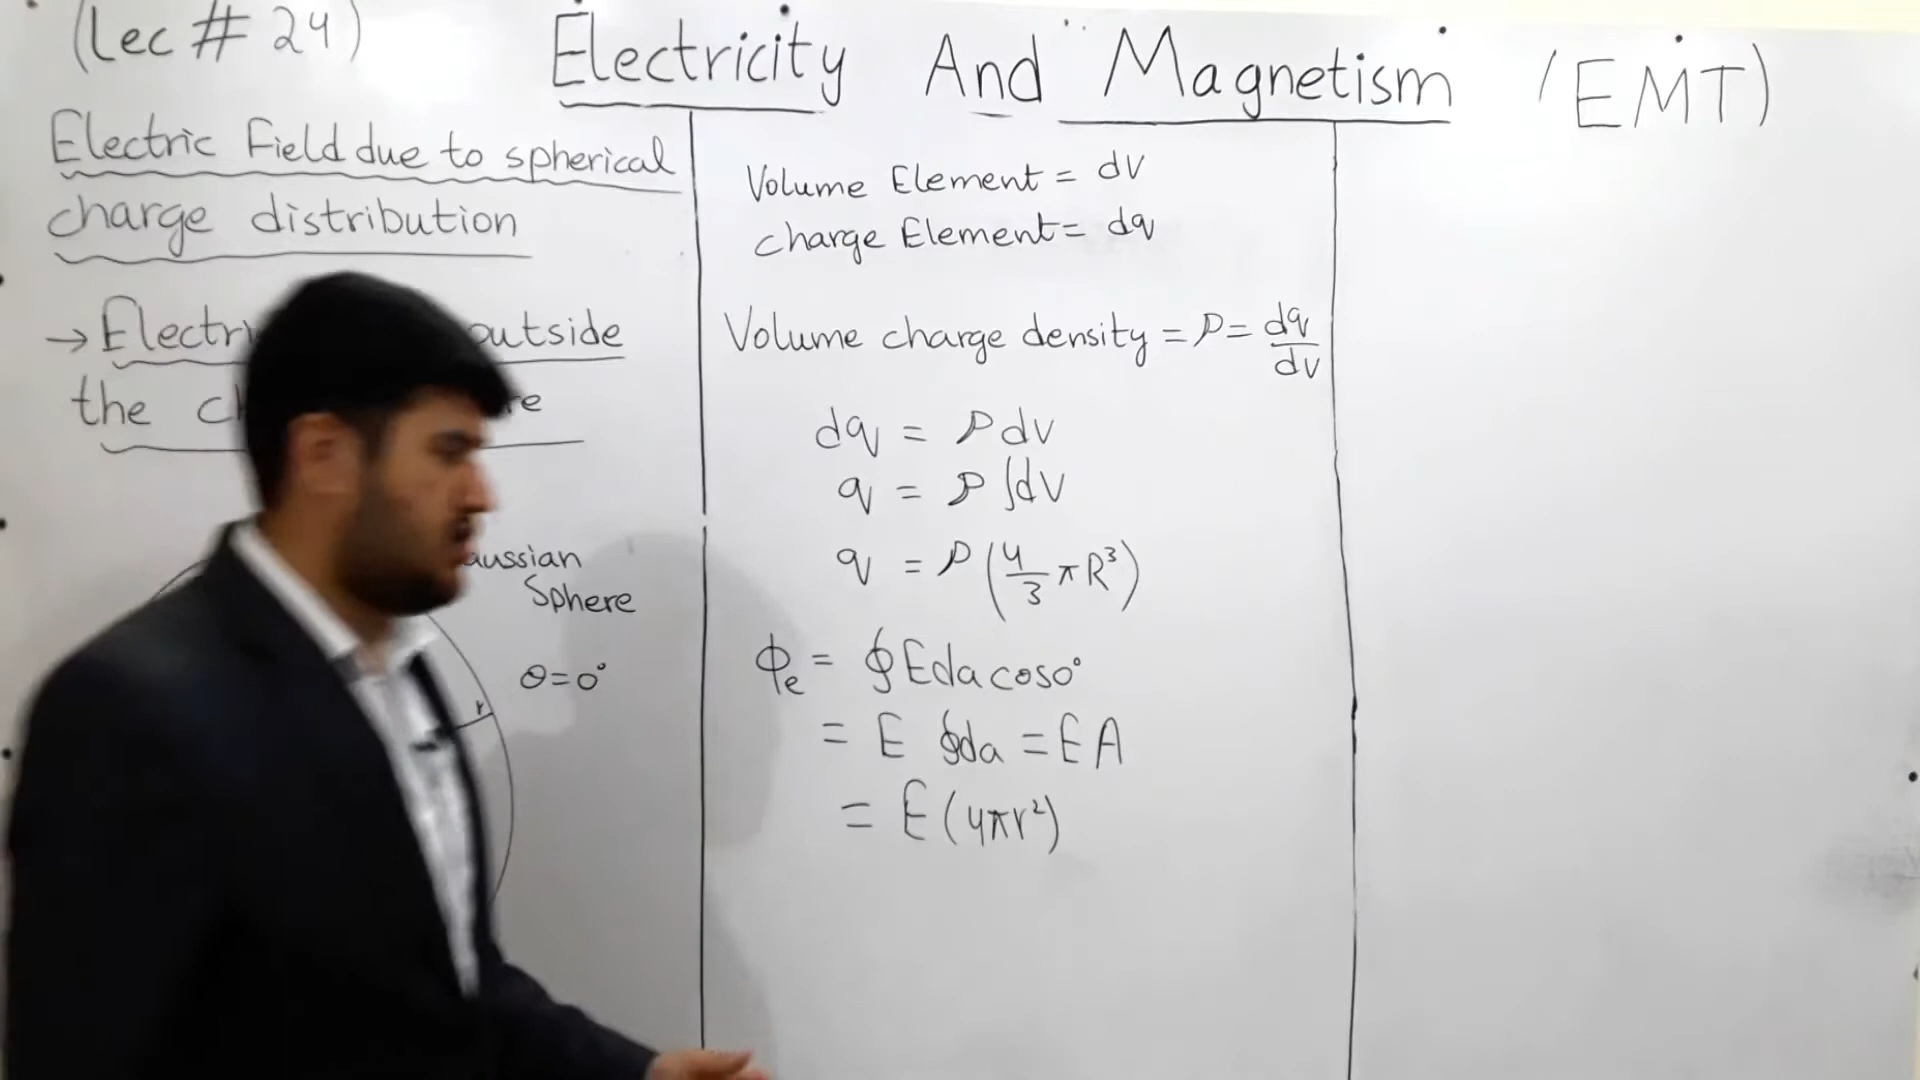 (Lec # 24)
Electricity And Magnetism (EMT)
Electric Field due to spherical
charge distribution
→ outside
the
Sphere
θ=0°
r
Volume Element = dV
charge Element = dq
Volume charge density = ρ = dq/dv
dq = ρ dv
q = ρ ∫dV
q = ρ (4/3 π R³)
ϕe = ∮ E da cos0°
= E ∮da = EA
= E (4πr²)